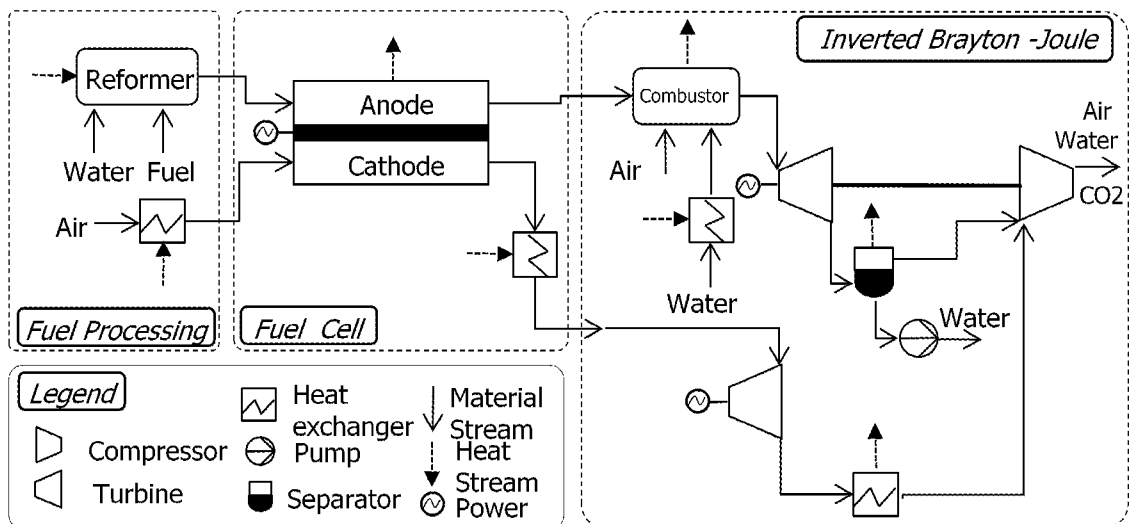 Inverted Brayton -Joule
Reformer
Water Fuel
Air
Fuel Processing
Anode
Cathode
Fuel Cell
Combustor
Air
Water
Air
Water
CO2
Water
Legend
Compressor
Turbine
Heat
exchanger
Pump
Separator
Material
Stream
Heat
Stream
Power